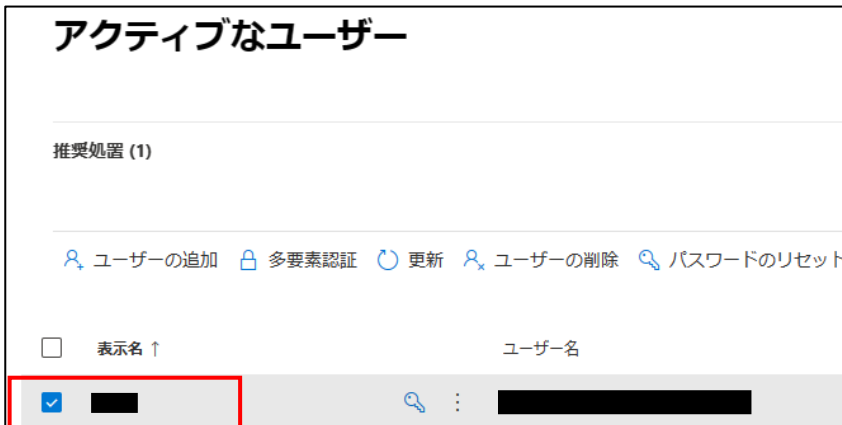 アクティブなユーザー
推奨処置 (1)
ユーザーの追加 多要素認証 更新 ユーザーの削除 パスワードのリセット
表示名 ↑ ユーザー名